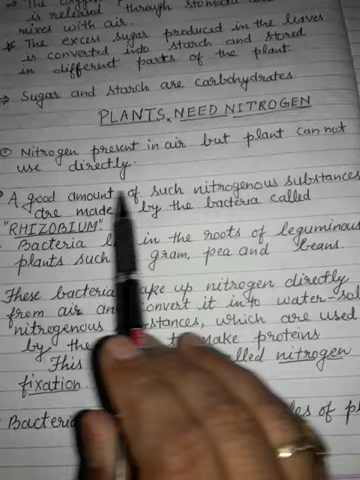 is released through stomata
mixes with air.
* The excess sugar produced in the leaves
is converted into starch and stored
in different parts of the plant.
→ Sugar and starch are carbohydrates.
PLANTS NEED NITROGEN
Nitrogen present in air but plant can not
use directly.
A good amount of such nitrogenous substances
are made by the bacteria called
"RHIZOBIUM"
Bacteria in the roots of leguminous
plants such gram, pea and beans.
These bacteria take up nitrogen directly
from air and convert it into water-sol
nitrogenous substances, which are used
by the to make proteins
This called nitrogen
fixation.
Bacteria of